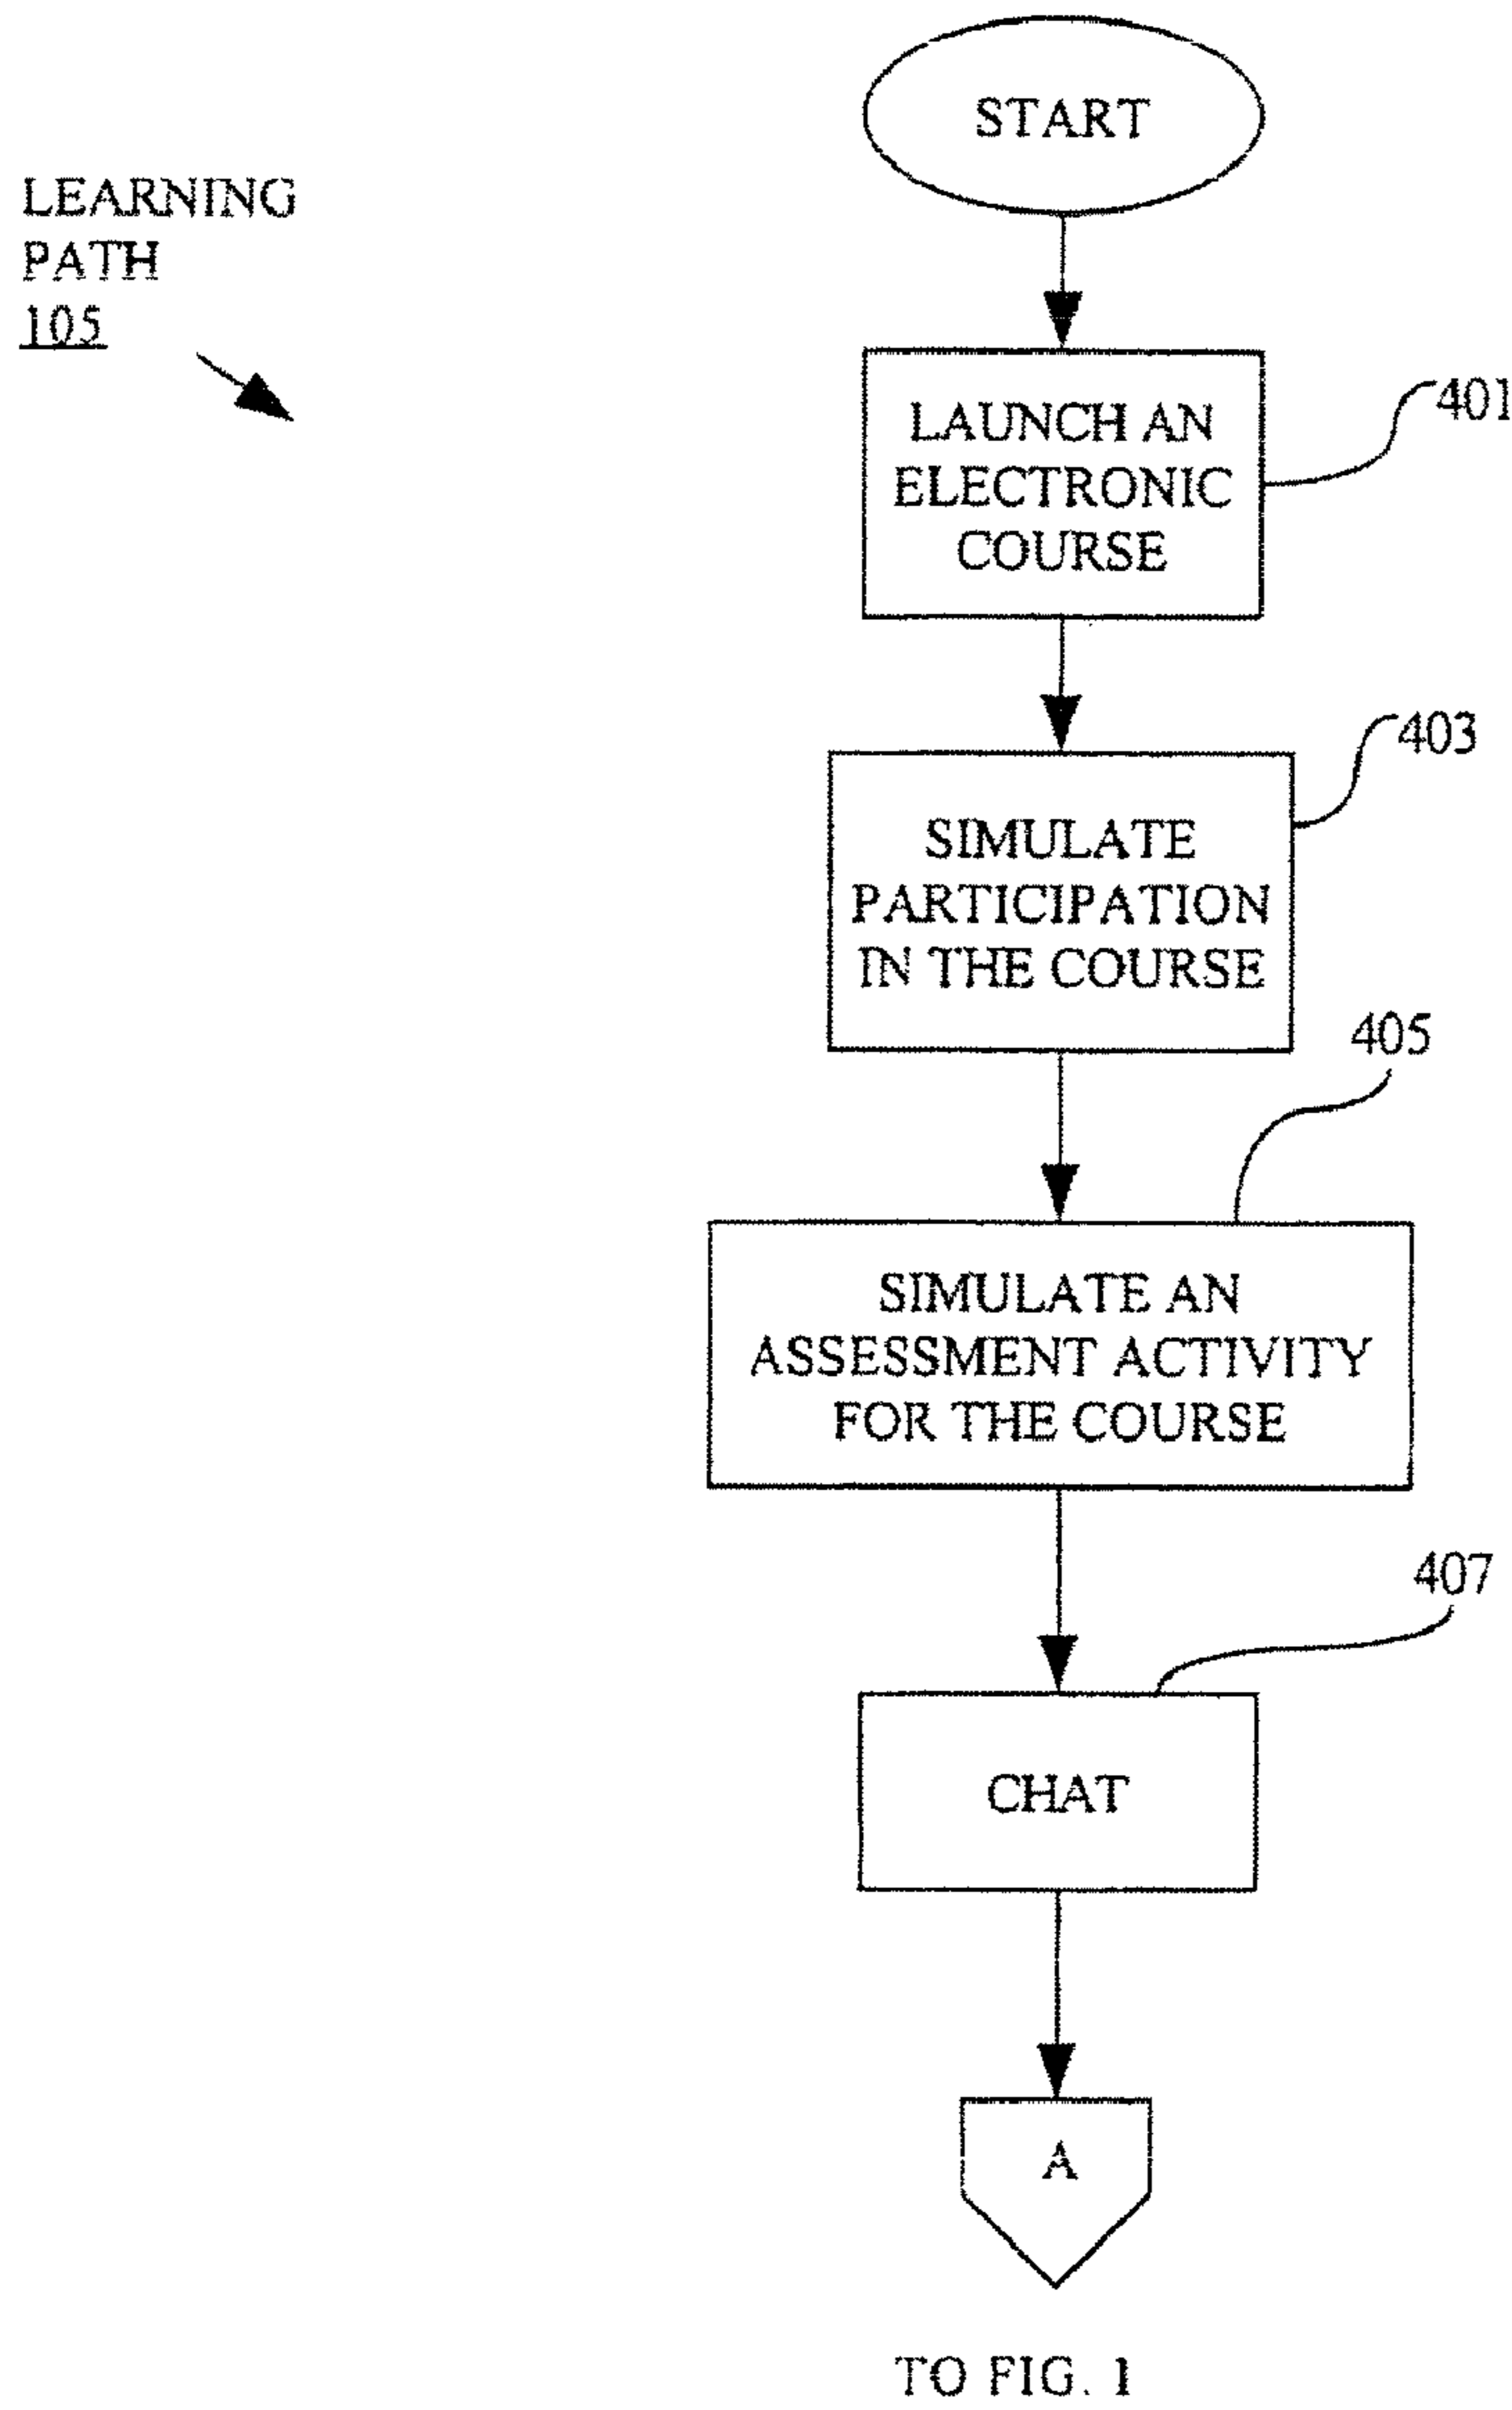 START
LEARNING
PATH
105
LAUNCH AN
ELECTRONIC
COURSE
401
403
SIMULATE
PARTICIPATION
IN THE COURSE
405
SIMULATE AN
ASSESSMENT ACTIVITY
FOR THE COURSE
407
CHAT
A
TO FIG. 1